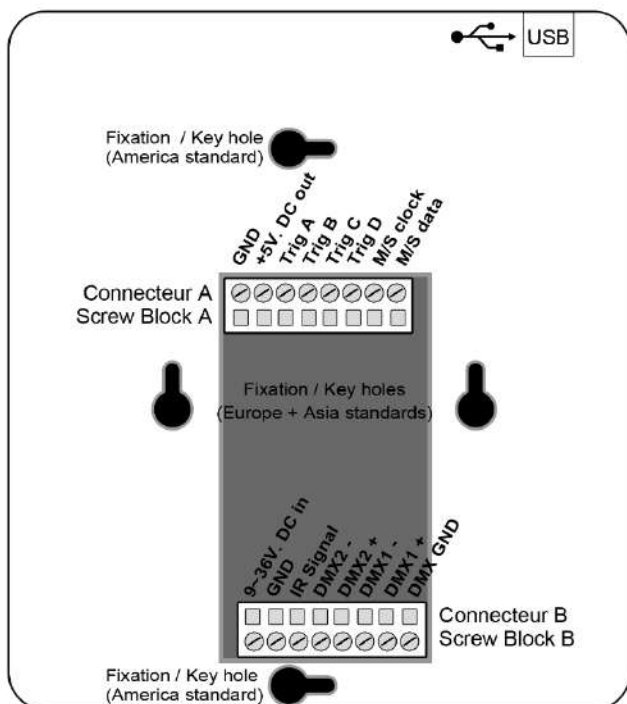 USB
Fixation / Key hole
(America standard)
GND
+5V. DC out
Trig A
Trig B
Trig C
Trig D
M/S clock
M/S data
Connecteur A
Screw Block A
Fixation / Key holes
(Europe + Asia standards)
9~36V. DC in
GND
IR Signal
DMX2 -
DMX2 +
DMX1 -
DMX1 +
DMX GND
Connecteur B
Screw Block B
Fixation / Key hole
(America standard)